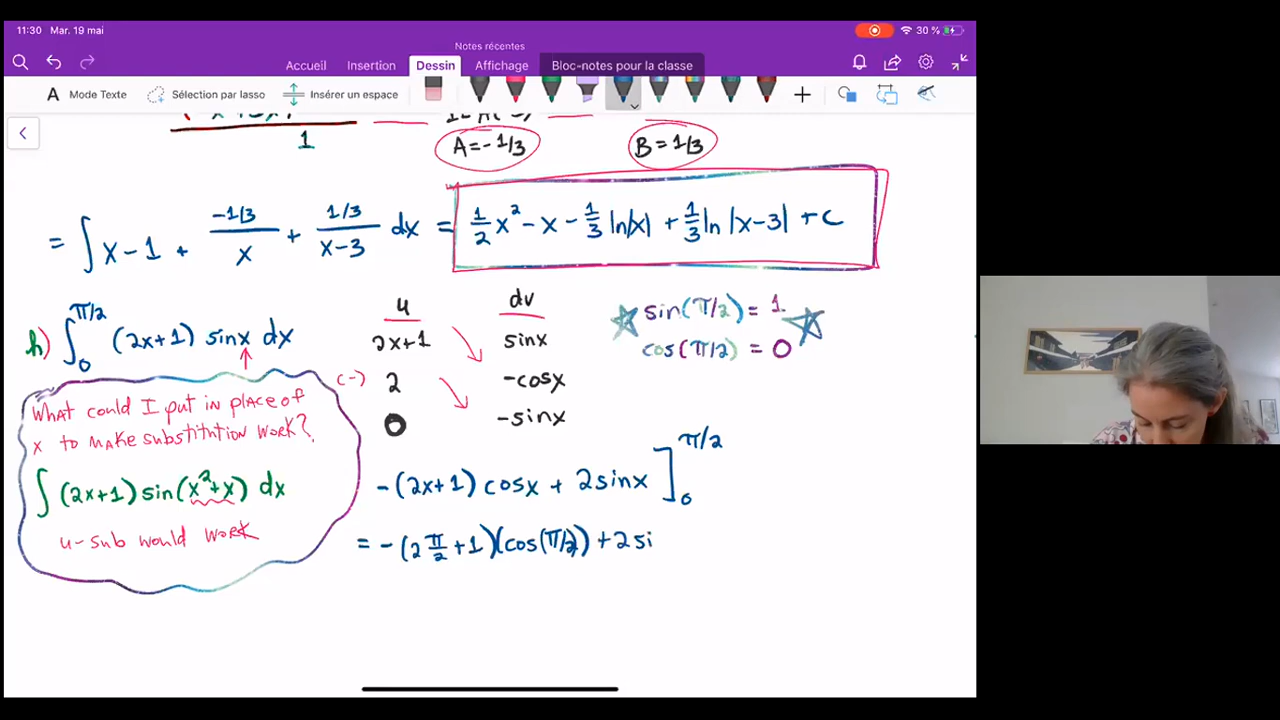 11:30 Mar. 19 mai
30 %
Notes récentes
Accueil Insertion Dessin Affichage Bloc-notes pour la classe
A Mode Texte Sélection par lasso Insérer un espace
1
A = -1/3 B = 1/3
= ∫ x - 1 + (-1/3)/x + (1/3)/(x-3) dx = 1/2 x² - x - 1/3 ln|x| + 1/3 ln |x-3| + C
h) ∫₀^(π/2) (2x+1) sinx dx
What could I put in place of
x to make substitution work?
∫ (2x+1) sin(x²+x) dx
u-sub would work
u dv
2x+1 sinx
(-) 2 -cosx
0 -sinx
sin(π/2) = 1
cos(π/2) = 0
-(2x+1) cosx + 2sinx ]₀^(π/2)
= -(2 π/2 + 1)(cos(π/2) + 2si